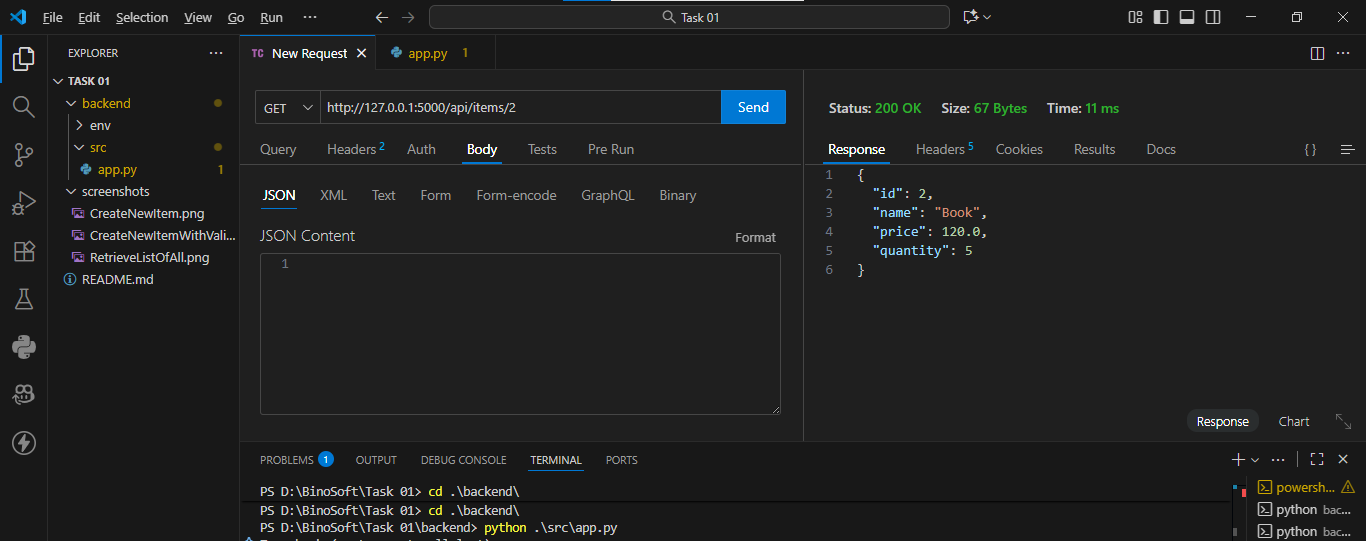 File Edit Selection View Go Run ··· Task 01
EXPLORER ···
TASK 01
backend
env
src
app.py 1
screenshots
CreateNewItem.png
CreateNewItemWithVali...
RetrieveListOfAll.png
README.md
TC New Request app.py 1
GET http://127.0.0.1:5000/api/items/2 Send
Query Headers 2 Auth Body Tests Pre Run
JSON XML Text Form Form-encode GraphQL Binary
JSON Content Format
1
Status: 200 OK Size: 67 Bytes Time: 11 ms
Response Headers 5 Cookies Results Docs { }
1 {
2 "id": 2,
3 "name": "Book",
4 "price": 120.0,
5 "quantity": 5
6 }
Response Chart
PROBLEMS 1 OUTPUT DEBUG CONSOLE TERMINAL PORTS
PS D:\BinoSoft\Task 01> cd .\backend\
PS D:\BinoSoft\Task 01> cd .\backend\
PS D:\BinoSoft\Task 01\backend> python .\src\app.py
powersh...
python bac...
python bac...